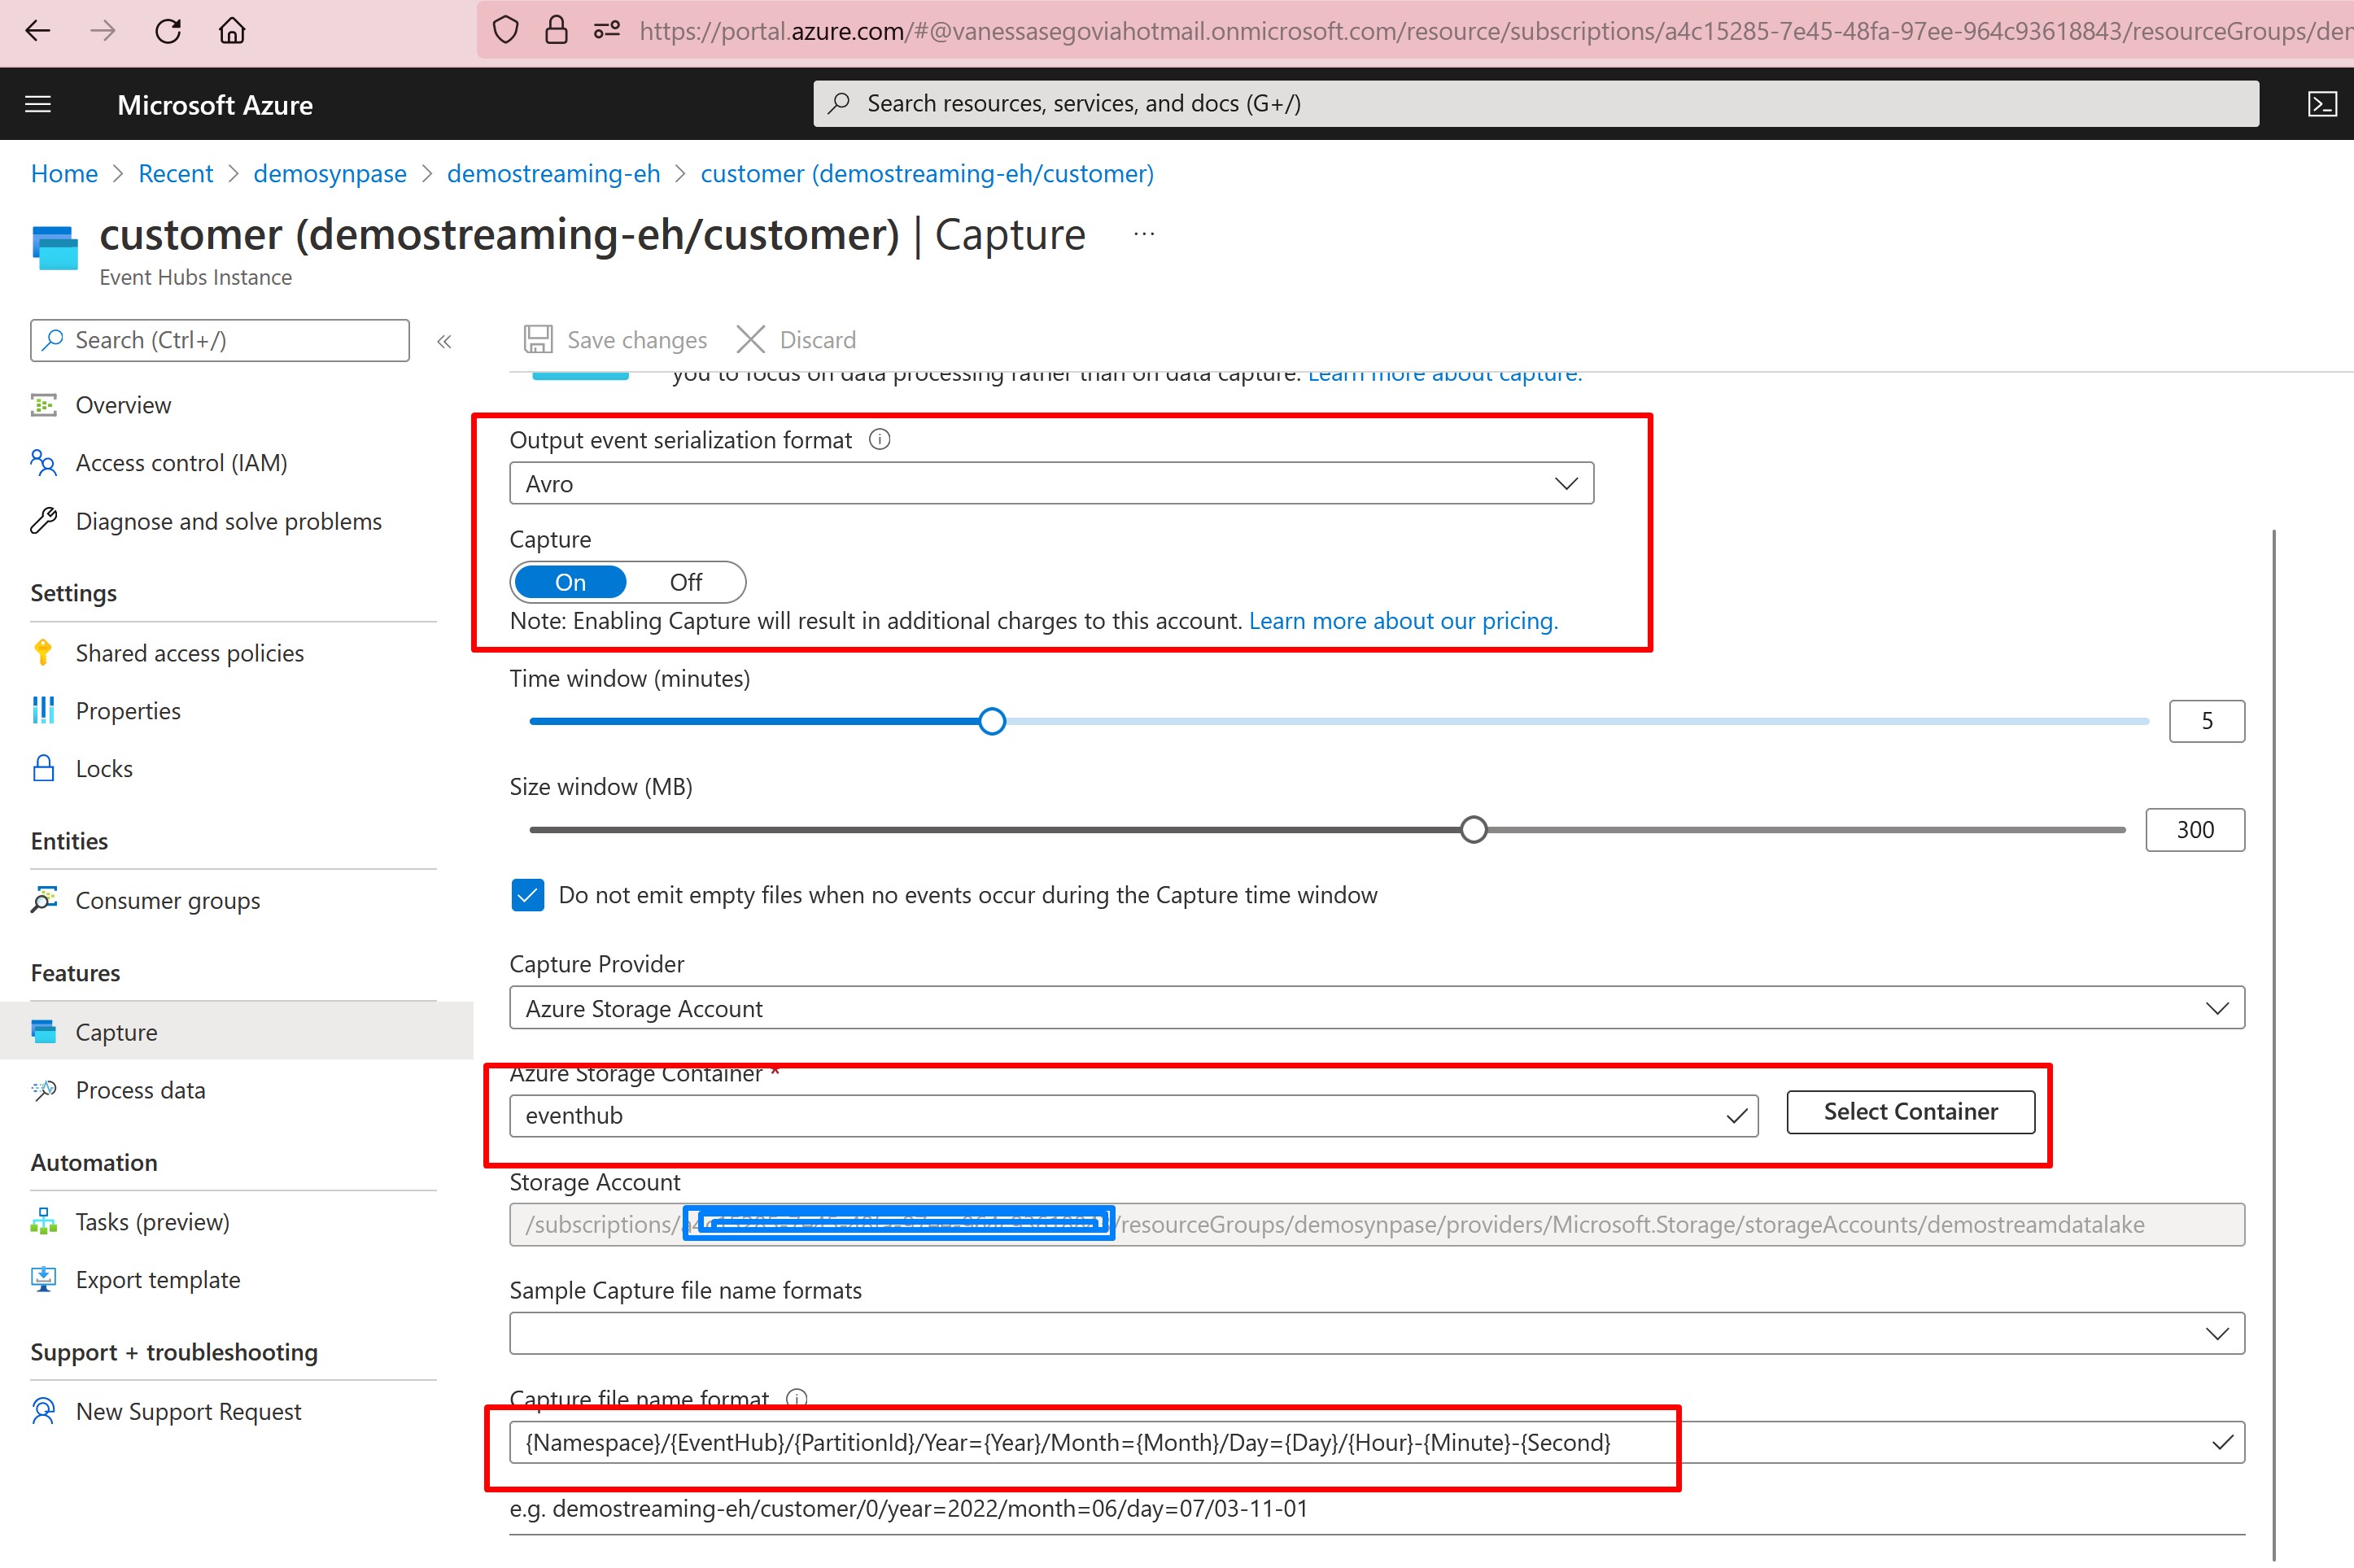 https://portal.azure.com/#@vanessasegoviahotmail.onmicrosoft.com/resource/subscriptions/a4c15285-7e45-48fa-97ee-964c93618843/resourceGroups/der
Microsoft Azure
Search resources, services, and docs (G+/)
Home > Recent > demosynpase > demostreaming-eh > customer (demostreaming-eh/customer)
customer (demostreaming-eh/customer) | Capture ...
Event Hubs Instance
Search (Ctrl+/)
«
Save changes
Discard
you to focus on data processing rather than on data capture. Learn more about capture.
Overview
Access control (IAM)
Diagnose and solve problems
Settings
Shared access policies
Properties
Locks
Entities
Consumer groups
Features
Capture
Process data
Automation
Tasks (preview)
Export template
Support + troubleshooting
New Support Request
Output event serialization format
Avro
Capture
On Off
Note: Enabling Capture will result in additional charges to this account. Learn more about our pricing.
Time window (minutes)
5
Size window (MB)
300
Do not emit empty files when no events occur during the Capture time window
Capture Provider
Azure Storage Account
Azure Storage Container *
eventhub
Select Container
Storage Account
/subscriptions/ /resourceGroups/demosynpase/providers/Microsoft.Storage/storageAccounts/demostreamdatalake
Sample Capture file name formats
Capture file name format
{Namespace}/{EventHub}/{PartitionId}/Year={Year}/Month={Month}/Day={Day}/{Hour}-{Minute}-{Second}
e.g. demostreaming-eh/customer/0/year=2022/month=06/day=07/03-11-01